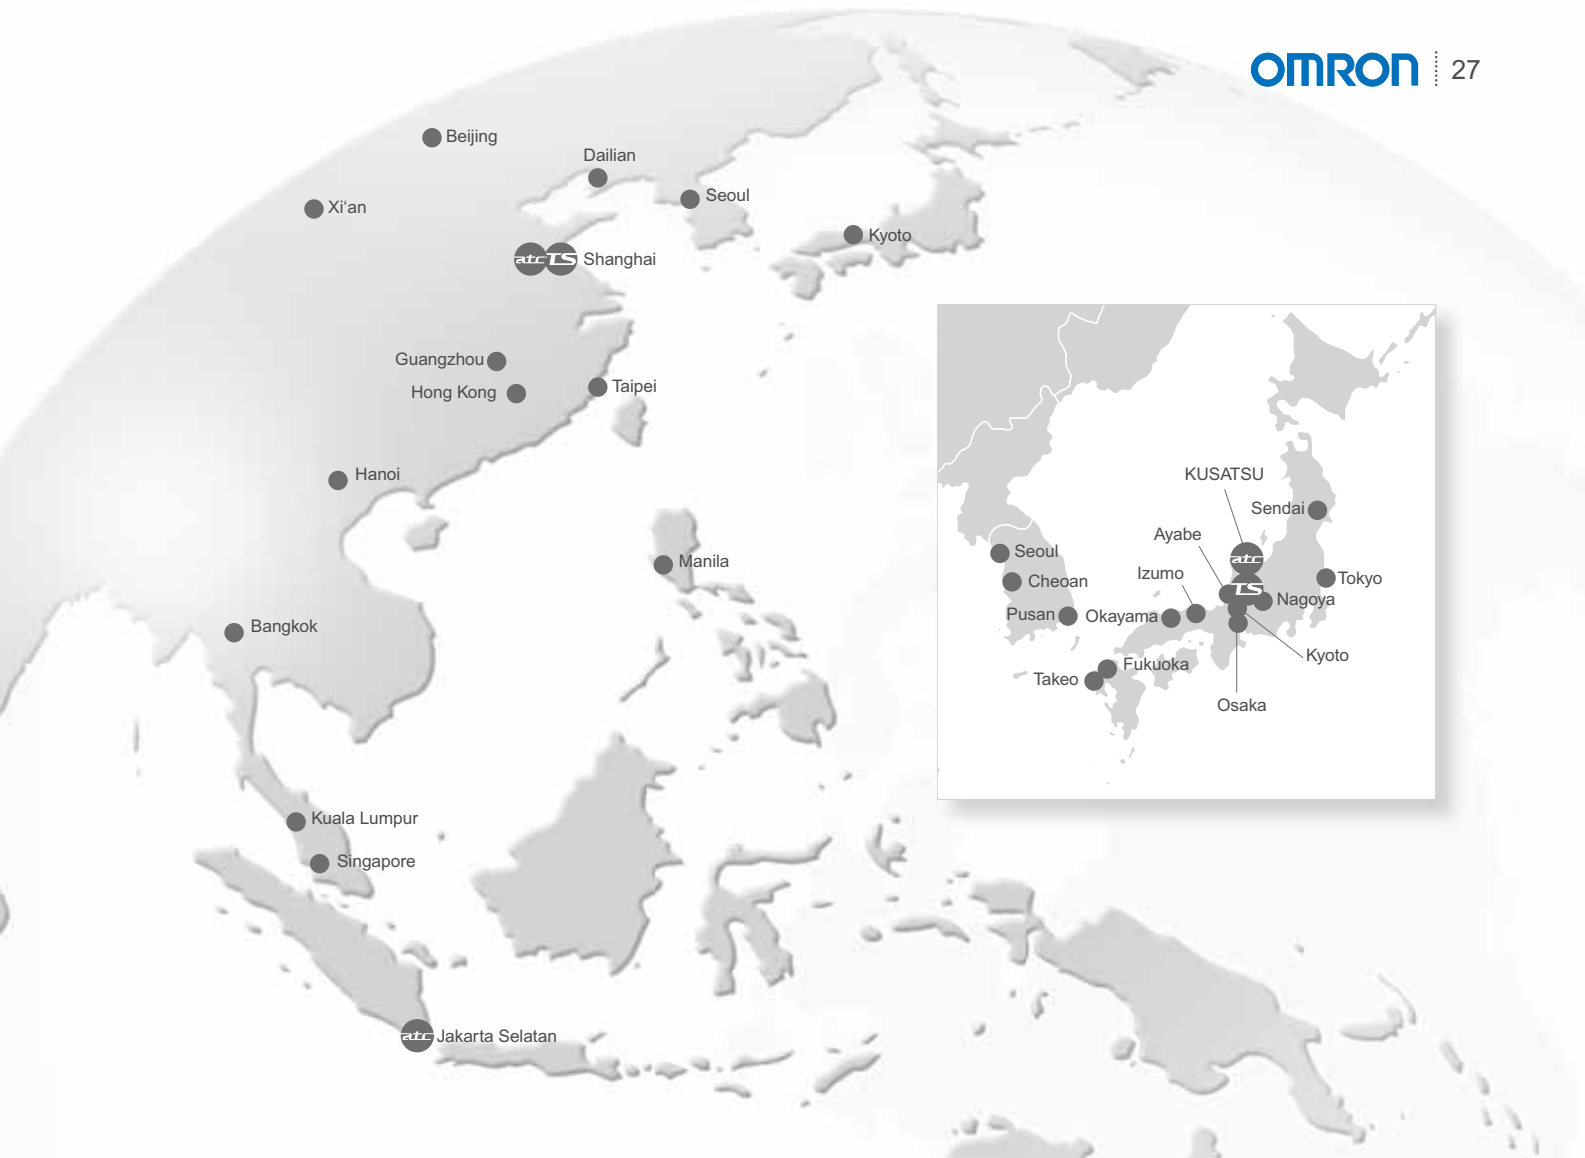 OMRON 27
Beijing
Dailian
Seoul
Xi‘an
Kyoto
atc TS Shanghai
Guangzhou
Hong Kong
Taipei
Hanoi
Manila
Bangkok
Kuala Lumpur
Singapore
atc Jakarta Selatan
KUSATSU
Sendai
Ayabe
atc
Seoul
Izumo
Cheoan
Tokyo
TS
Nagoya
Pusan
Okayama
Kyoto
Fukuoka
Takeo
Osaka